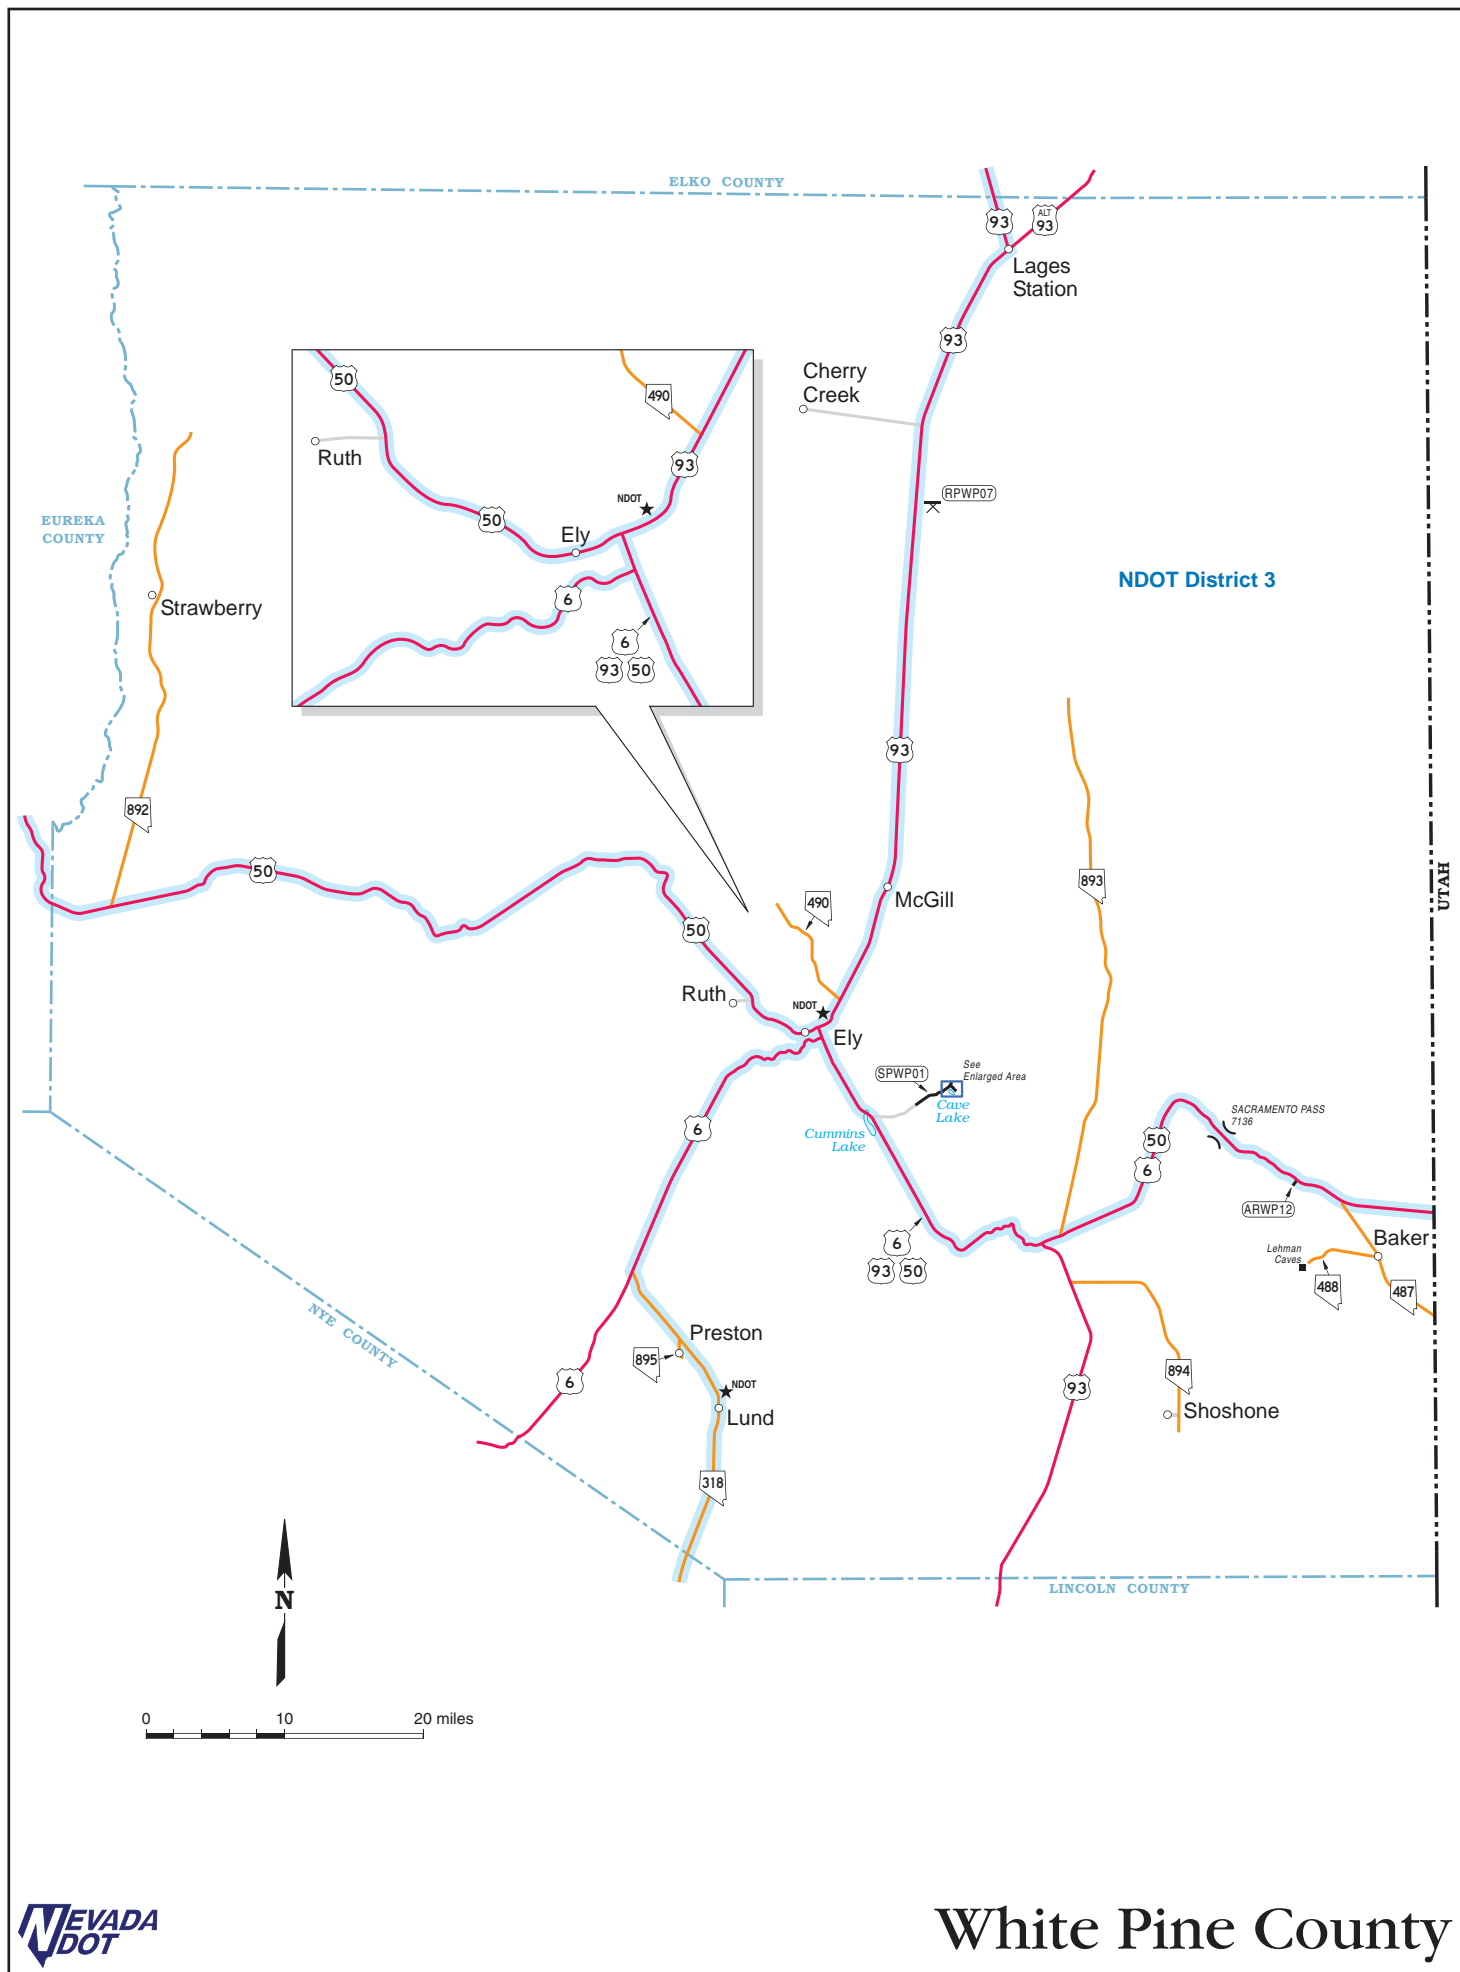 ELKO COUNTY
93
ALT
93
Lages
Station
93
Cherry
Creek
50
490
Ruth
93
NDOT
50
Ely
6
6
93
50
RPWP07
EUREKA
COUNTY
NDOT District 3
Strawberry
93
892
50
893
UTAH
McGill
490
50
Ruth
NDOT
Ely
SPWP01
See
Enlarged Area
Cave
Lake
Cummins
Lake
SACRAMENTO PASS
7136
50
6
6
ARWP12
Baker
6
93
50
Lehman
Caves
488
487
NYE COUNTY
Preston
895
6
NDOT
Lund
93
894
Shoshone
318
LINCOLN COUNTY
N
0
10
20 miles
NEVADA
DOT
White Pine County